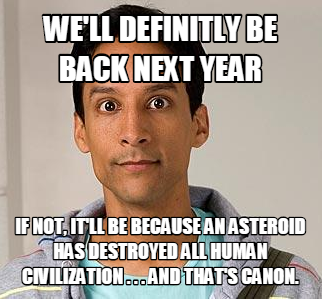 WE'LL DEFINITLY BE
BACK NEXT YEAR
IF NOT, IT'LL BE BECAUSE AN ASTEROID
HAS DESTROYED ALL HUMAN
CIVILIZATION . . . AND THAT'S CANON.